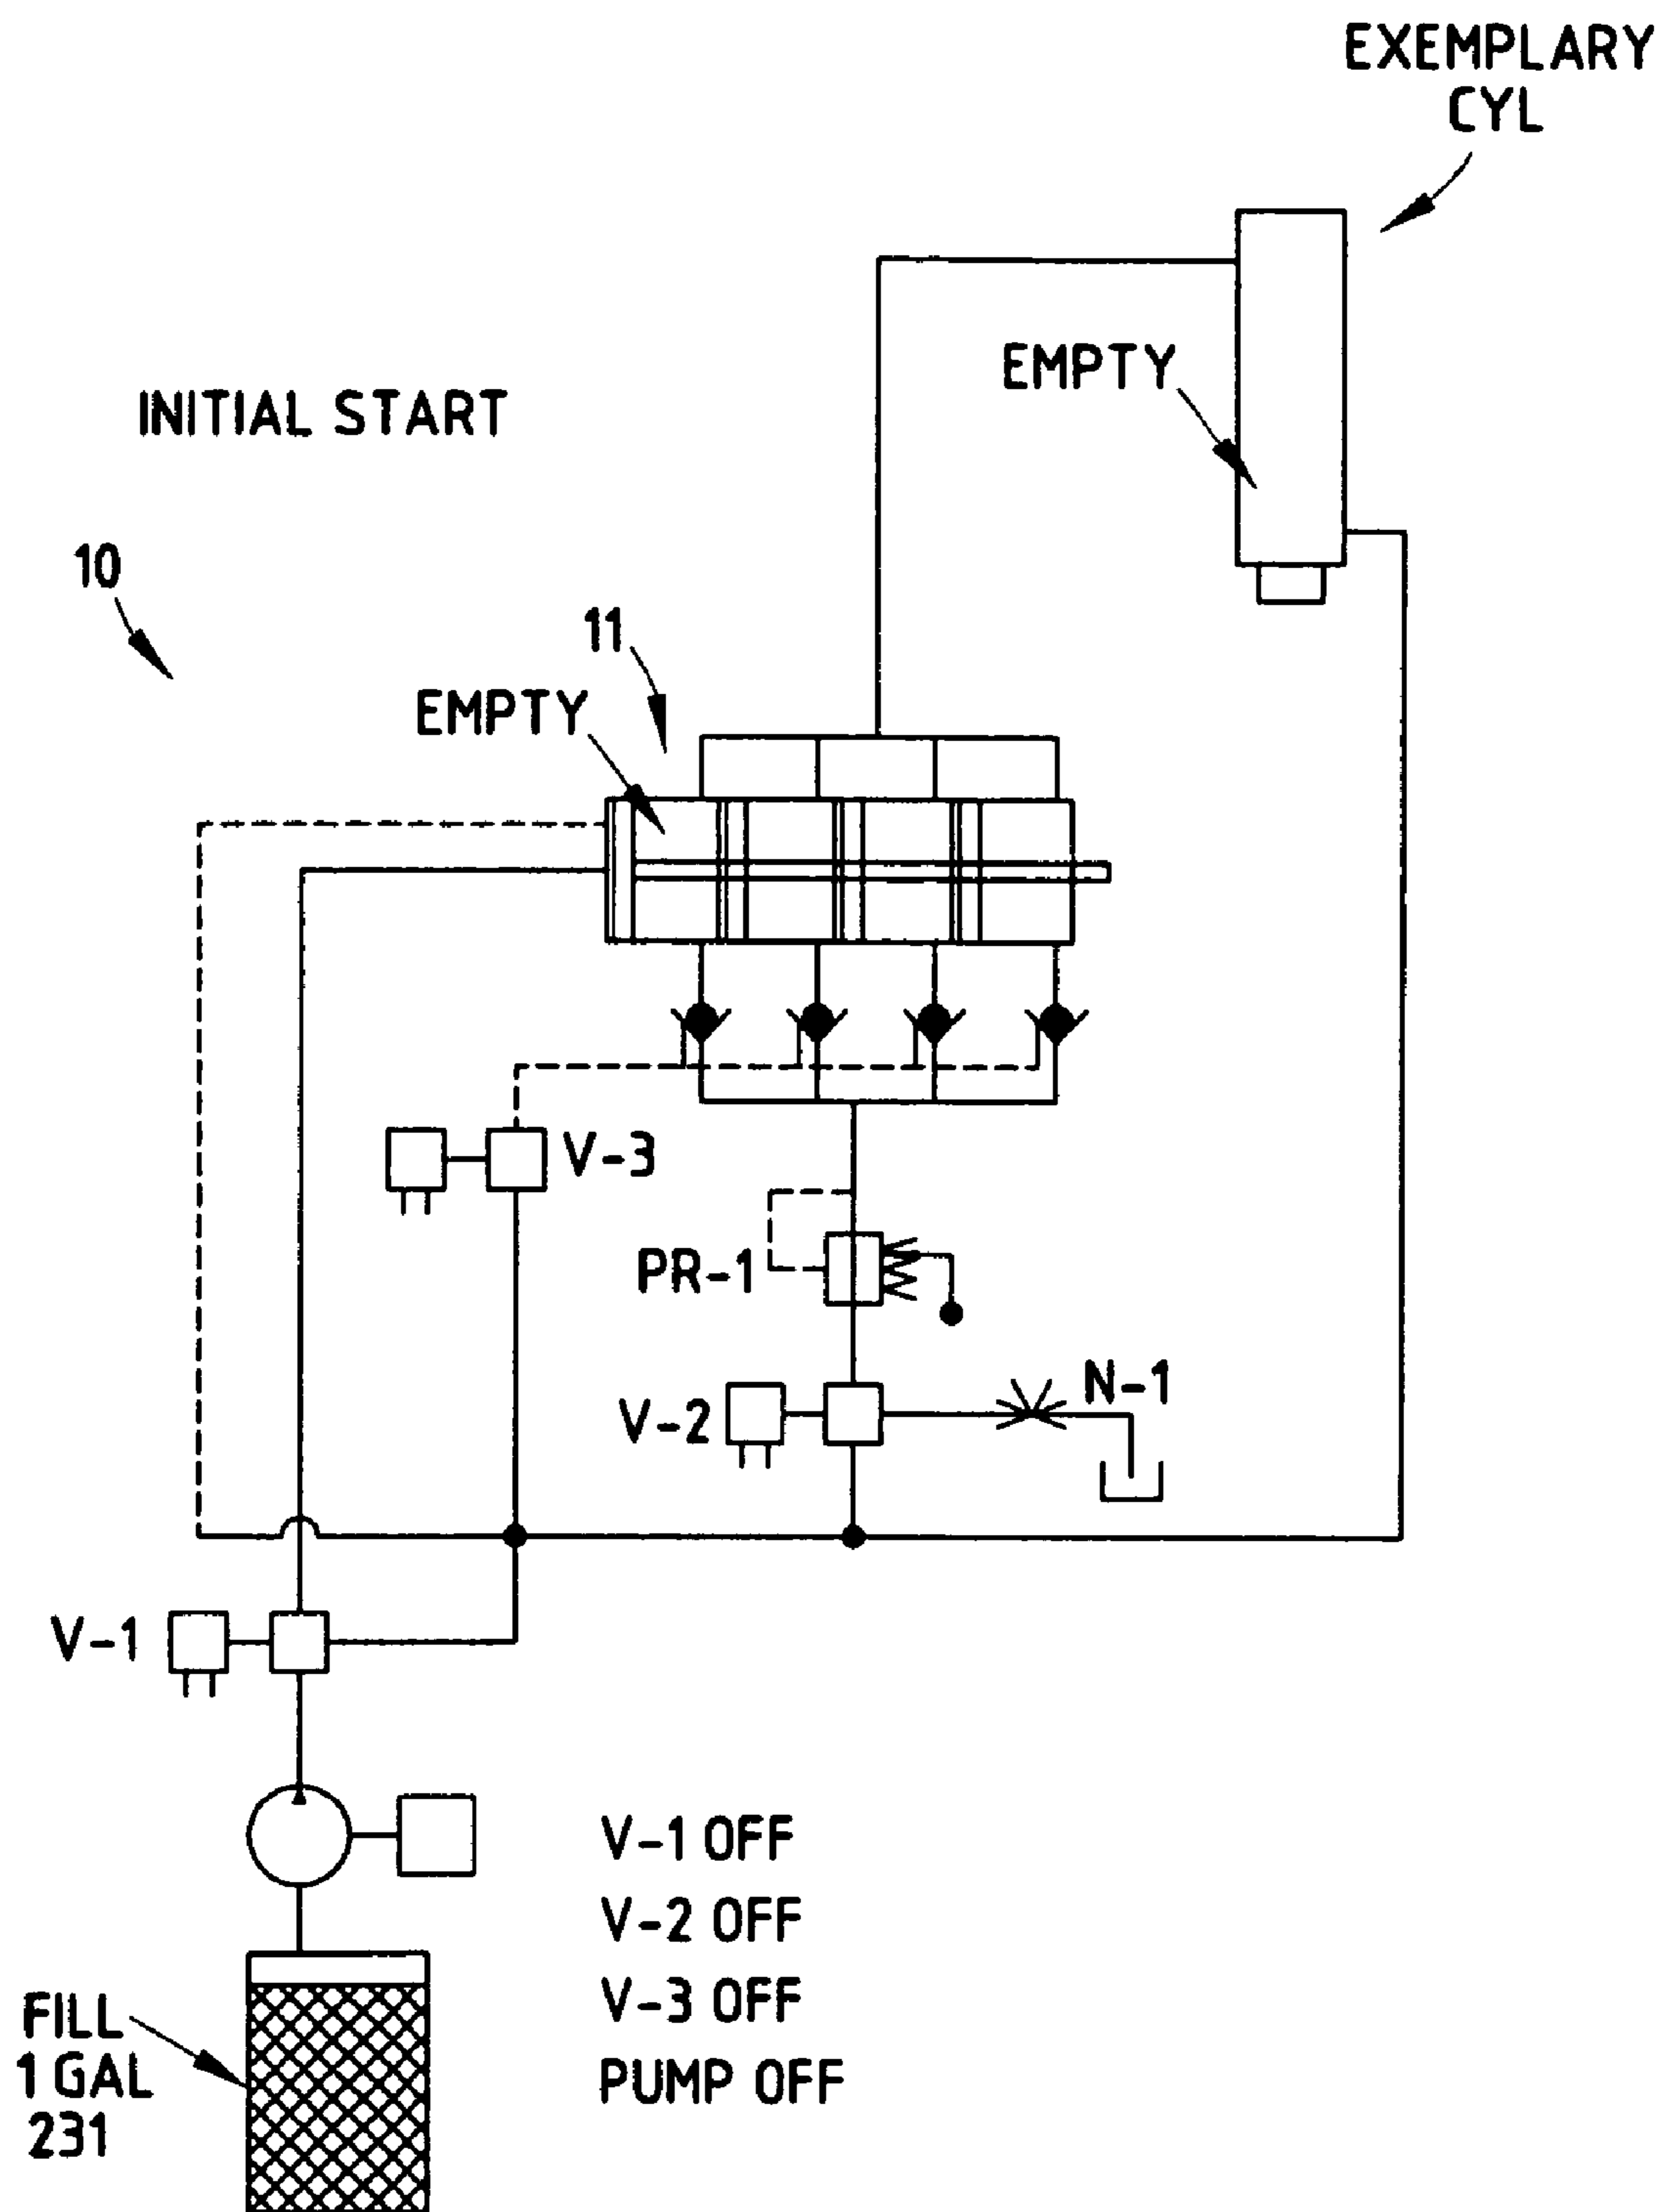 EXEMPLARY
CYL
EMPTY
INITIAL START
10
11
EMPTY
V-3
PR-1
N-1
V-2
V-1
V-1 OFF
V-2 OFF
V-3 OFF
PUMP OFF
FILL
1 GAL
231